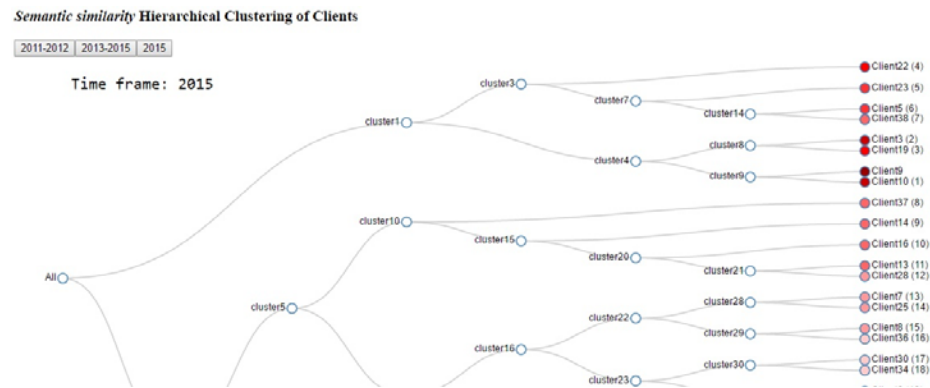 Semantic similarity Hierarchical Clustering of Clients
2011-2012 2013-2015 2015
Time frame: 2015
Client22 (4)
cluster3
Client23 (5)
cluster7
Client5 (6)
cluster14
Client38 (7)
cluster1
Client3 (2)
cluster8
Client19 (3)
cluster4
Client9
cluster9
Client10 (1)
Client37 (8)
cluster10
Client14 (9)
cluster15
Client16 (10)
cluster20
Client13 (11)
cluster21
Client28 (12)
All
Client7 (13)
cluster28
Client25 (14)
cluster5
cluster22
Client8 (15)
cluster29
Client36 (16)
cluster16
Client30 (17)
cluster30
Client34 (18)
cluster23